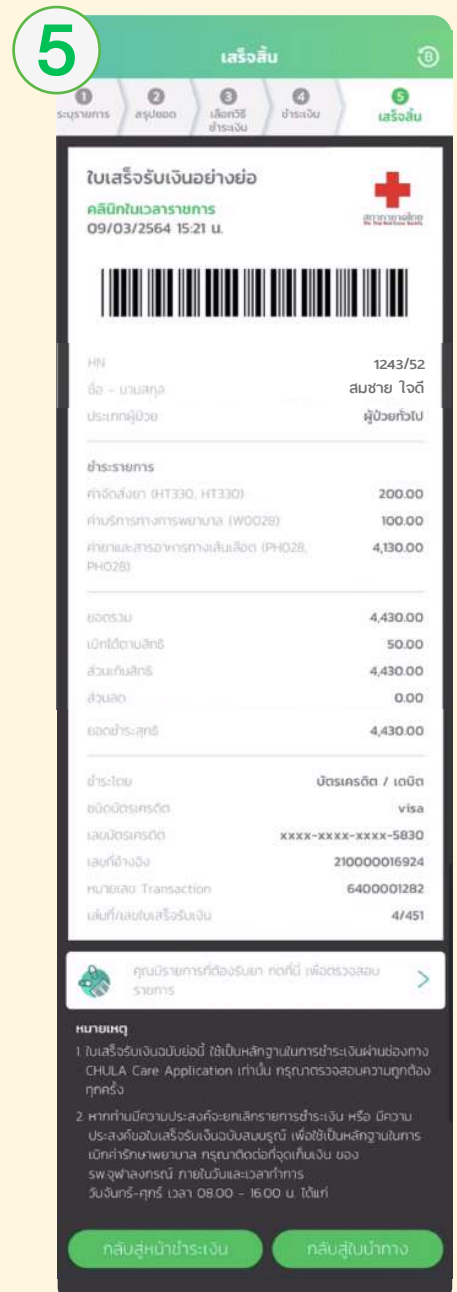 5
เสร็จสิ้น
1 2 3 4 5
ระบุรายการ สรุปยอด เลือกวิธี ชำระเงิน เสร็จสิ้น
ชำระเงิน
ใบเสร็จรับเงินอย่างย่อ
คลินิกในเวลาราชการ
09/03/2564 15:21 น.
สภากาชาดไทย
The Thai Red Cross Society
HN 1243/52
ชื่อ - นามสกุล สมชาย ใจดี
ประเภทผู้ป่วย ผู้ป่วยทั่วไป
ชำระรายการ
ค่าจัดส่งยา (HT330, HT330) 200.00
ค่าบริการทางการพยาบาล (W0028) 100.00
ค่ายาและสารอาหารทางเส้นเลือด (PH028, 4,130.00
PH028)
ยอดรวม 4,430.00
เบิกได้ตามสิทธิ 50.00
ส่วนเกินสิทธิ 4,430.00
ส่วนลด 0.00
ยอดชำระสุทธิ 4,430.00
ชำระโดย บัตรเครดิต / เดบิต
ชนิดบัตรเครดิต visa
เลขบัตรเครดิต xxxx-xxxx-xxxx-5830
เลขที่อ้างอิง 210000016924
หมายเลข Transaction 6400001282
เล่มที่/เลขใบเสร็จรับเงิน 4/451
คุณมีรายการที่ต้องรับยา กดที่นี่ เพื่อตรวจสอบ
รายการ
หมายเหตุ
1. ใบเสร็จรับเงินฉบับย่อนี้ ใช้เป็นหลักฐานในการชำระเงินผ่านช่องทาง
CHULA Care Application เท่านั้น กรุณาตรวจสอบความถูกต้อง
ทุกครั้ง
2. หากท่านมีความประสงค์จะยกเลิกรายการชำระเงิน หรือ มีความ
ประสงค์ขอใบเสร็จรับเงินฉบับสมบูรณ์ เพื่อใช้เป็นหลักฐานในการ
เบิกค่ารักษาพยาบาล กรุณาติดต่อที่จุดเก็บเงิน ของ
รพ.จุฬาลงกรณ์ ภายในวันและเวลาทำการ
วันจันทร์-ศุกร์ เวลา 08.00 - 16.00 น. ได้แก่
กลับสู่หน้าชำระเงิน กลับสู่ใบนำทาง